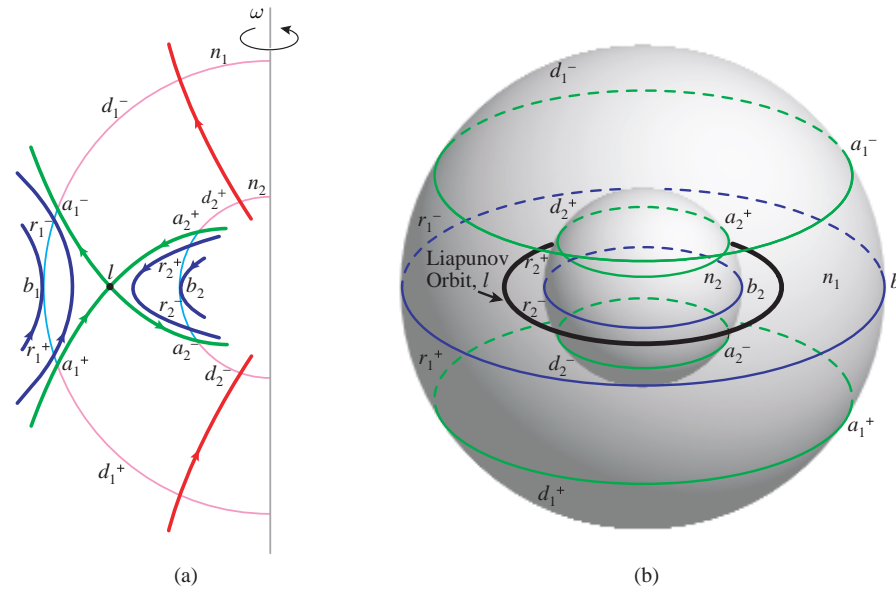 ω
n₁
d₁⁻
n₂
a₁⁻
d₂⁺
a₂⁺
r₁⁻
r₂⁺
l
b₁
b₂
r₂⁻
r₁⁺
a₁⁺
a₂⁻
d₂⁻
d₁⁺
(a)
d₁⁻
a₁⁻
d₂⁺
a₂⁺
r₁⁻
r₂⁺
Liapunov
Orbit, l
n₂
b₂
n₁
b
r₂⁻
r₁⁺
a₂⁻
d₂⁻
a₁⁺
d₁⁺
(b)